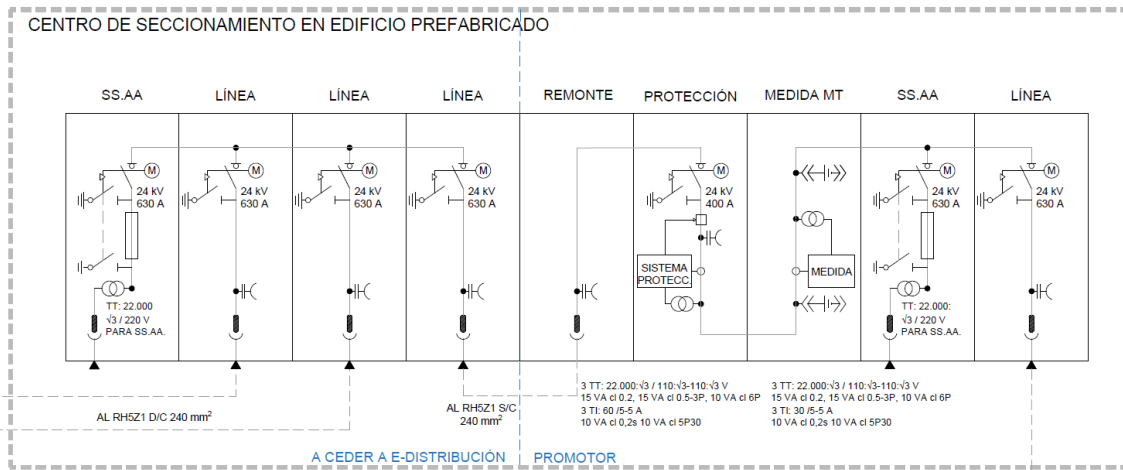 CENTRO DE SECCIONAMIENTO EN EDIFICIO PREFABRICADO
SS.AA
LÍNEA
LÍNEA
LÍNEA
REMONTE
PROTECCIÓN
MEDIDA MT
SS.AA
LÍNEA
M
24 kV
630 A
M
24 kV
630 A
M
24 kV
630 A
M
24 kV
630 A
M
24 kV
400 A
M
24 kV
630 A
M
24 kV
630 A
SISTEMA
PROTECC.
MEDIDA
TT: 22.000
√3 / 220 V
PARA SS.AA.
TT: 22.000:
√3 / 220 V
PARA SS.AA.
AL RH5Z1 D/C 240 mm²
AL RH5Z1 S/C
240 mm²
3 TT: 22.000:√3 / 110:√3-110:√3 V
15 VA cl 0.2, 15 VA cl 0.5-3P, 10 VA cl 6P
3 TI: 60 /5-5 A
10 VA cl 0,2s 10 VA cl 5P30
3 TT: 22.000:√3 / 110:√3-110:√3 V
15 VA cl 0.2, 15 VA cl 0.5-3P, 10 VA cl 6P
3 TI: 30 /5-5 A
10 VA cl 0,2s 10 VA cl 5P30
A CEDER A E-DISTRIBUCIÓN
PROMOTOR